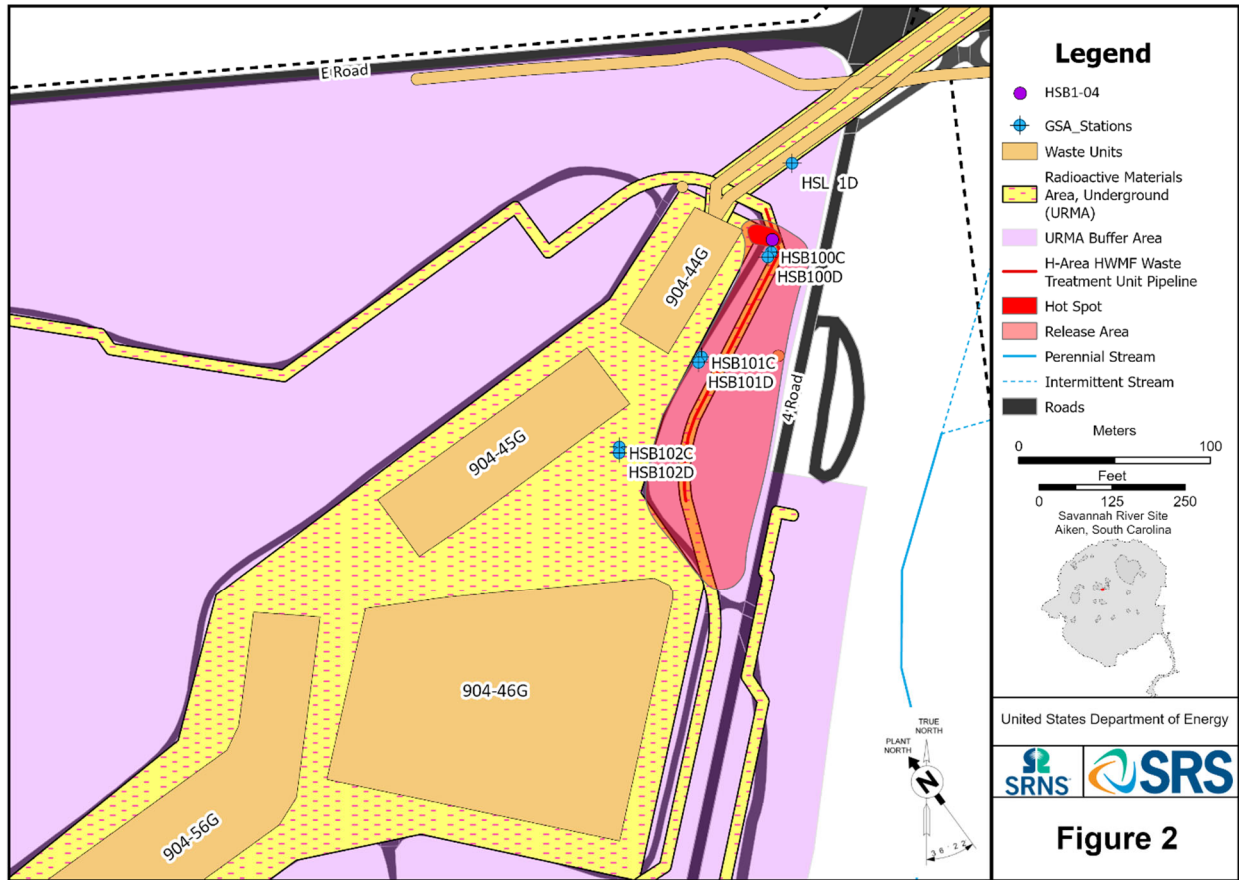 E Road
HSL 1D
HSB100C
HSB100D
904-44G
HSB101C
HSB101D
4 Road
904-45G
HSB102C
HSB102D
904-46G
904-56G
TRUE
NORTH
PLANT
NORTH
N
36:22
Legend
HSB1-04
GSA_Stations
Waste Units
Radioactive Materials
Area, Underground
(URMA)
URMA Buffer Area
H-Area HWMF Waste
Treatment Unit Pipeline
Hot Spot
Release Area
Perennial Stream
Intermittent Stream
Roads
Meters
0 100
Feet
0 125 250
Savannah River Site
Aiken, South Carolina
United States Department of Energy
SRNS
SRS
Figure 2